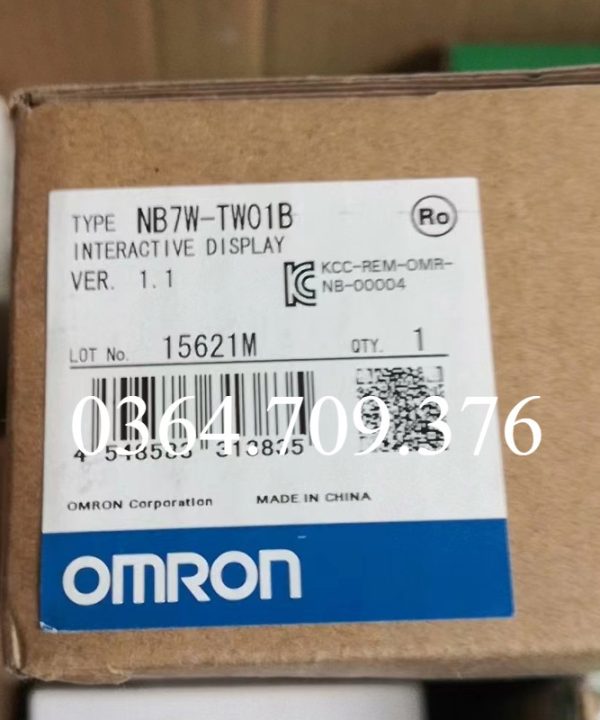 TYPE NB7W-TW01B
Ro
INTERACTIVE DISPLAY
VER. 1.1
KCC-REM-OMR-
NB-00004
LOT No. 15621M
QTY. 1
0364.709.376
OMRON Corporation
MADE IN CHINA
OMRON